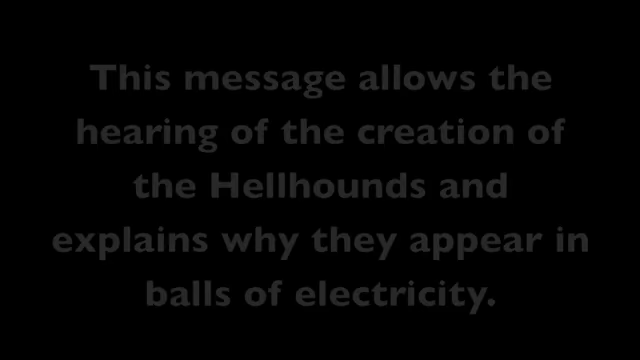 This message allows the
hearing of the creation of
the Hellhounds and
explains why they appear in
balls of electricity.